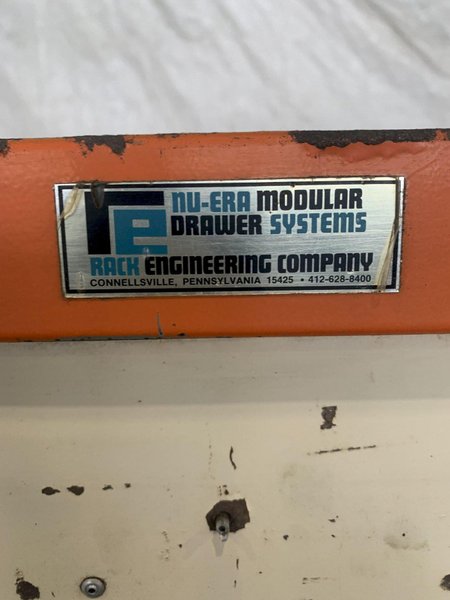 re
NU-ERA MODULAR
DRAWER SYSTEMS
RACK ENGINEERING COMPANY
CONNELLSVILLE, PENNSYLVANIA 15425 • 412-628-8400